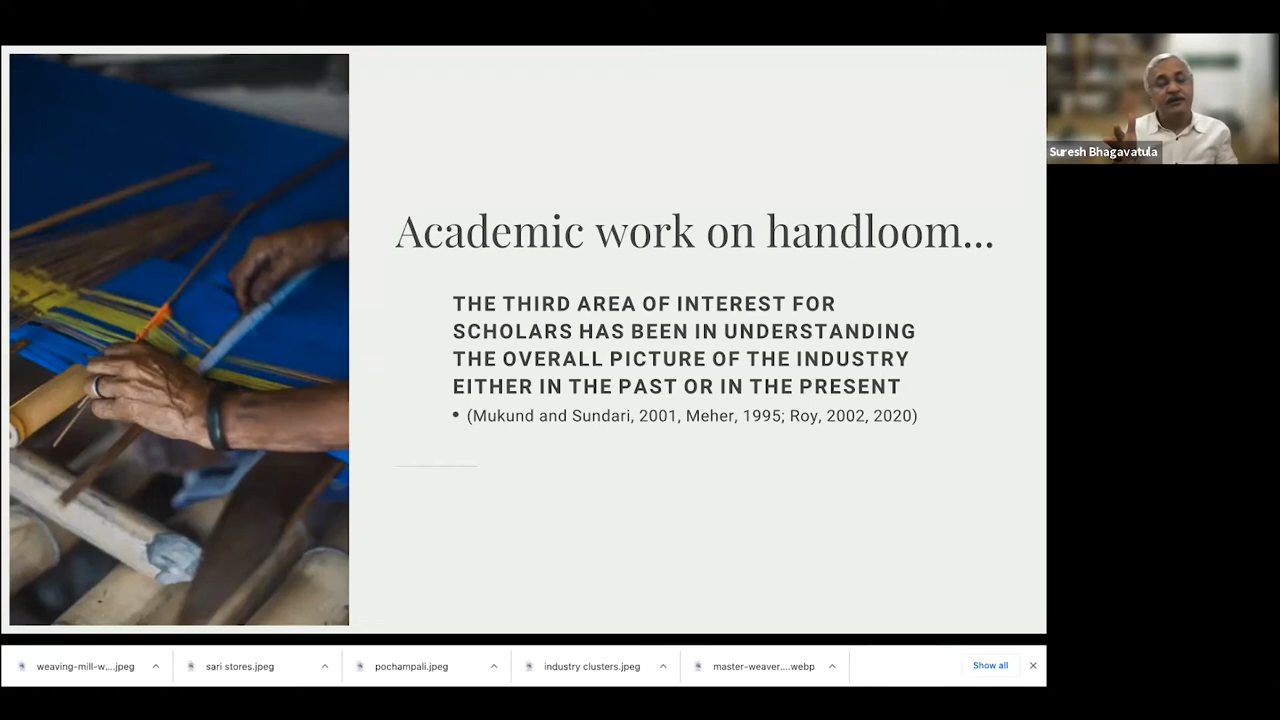 Suresh Bhagavatula
Academic work on handloom...
THE THIRD AREA OF INTEREST FOR
SCHOLARS HAS BEEN IN UNDERSTANDING
THE OVERALL PICTURE OF THE INDUSTRY
EITHER IN THE PAST OR IN THE PRESENT
• (Mukund and Sundari, 2001, Meher, 1995; Roy, 2002, 2020)
weaving-mill-w....jpeg
sari stores.jpeg
pochampali.jpeg
industry clusters.jpeg
master-weaver....webp
Show all